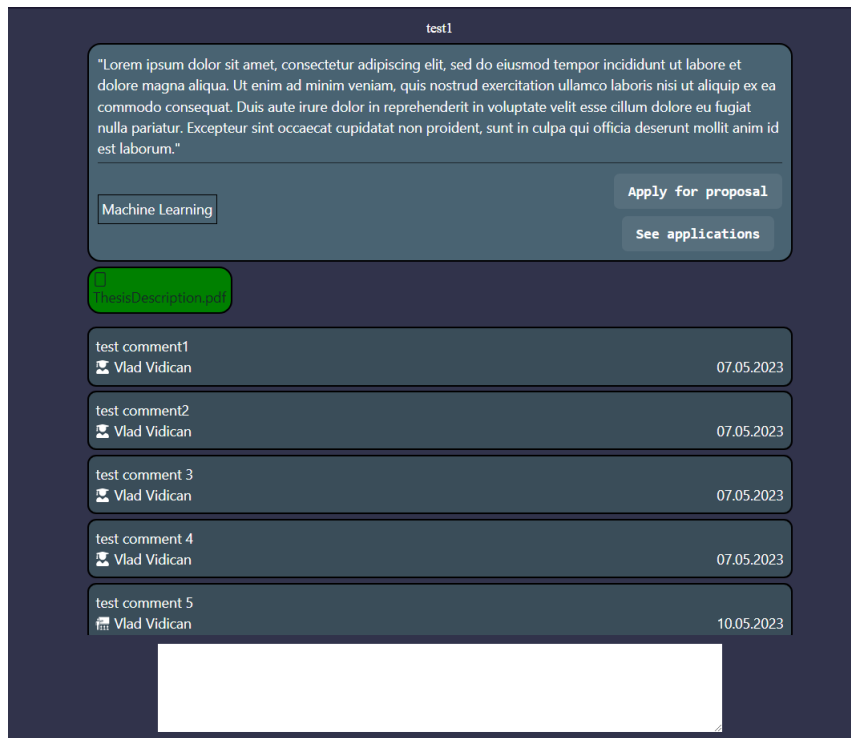 test1
"Lorem ipsum dolor sit amet, consectetur adipiscing elit, sed do eiusmod tempor incididunt ut labore et
dolore magna aliqua. Ut enim ad minim veniam, quis nostrud exercitation ullamco laboris nisi ut aliquip ex ea
commodo consequat. Duis aute irure dolor in reprehenderit in voluptate velit esse cillum dolore eu fugiat
nulla pariatur. Excepteur sint occaecat cupidatat non proident, sunt in culpa qui officia deserunt mollit anim id
est laborum."
Machine Learning
Apply for proposal
See applications
ThesisDescription.pdf
test comment1
Vlad Vidican 07.05.2023
test comment2
Vlad Vidican 07.05.2023
test comment 3
Vlad Vidican 07.05.2023
test comment 4
Vlad Vidican 07.05.2023
test comment 5
Vlad Vidican 10.05.2023